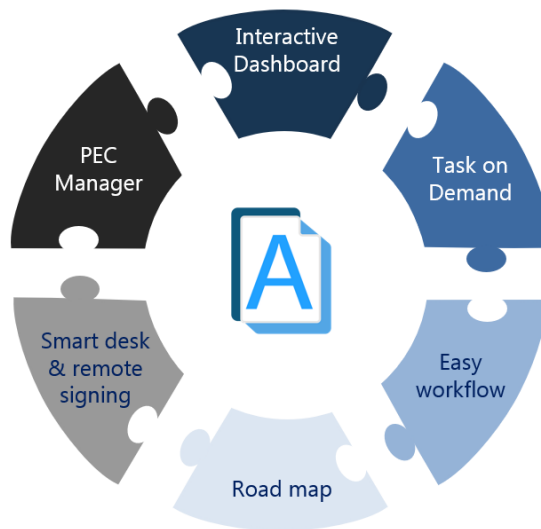 Interactive
Dashboard
Task on
Demand
Easy
workflow
Road map
Smart desk
& remote
signing
PEC
Manager
A